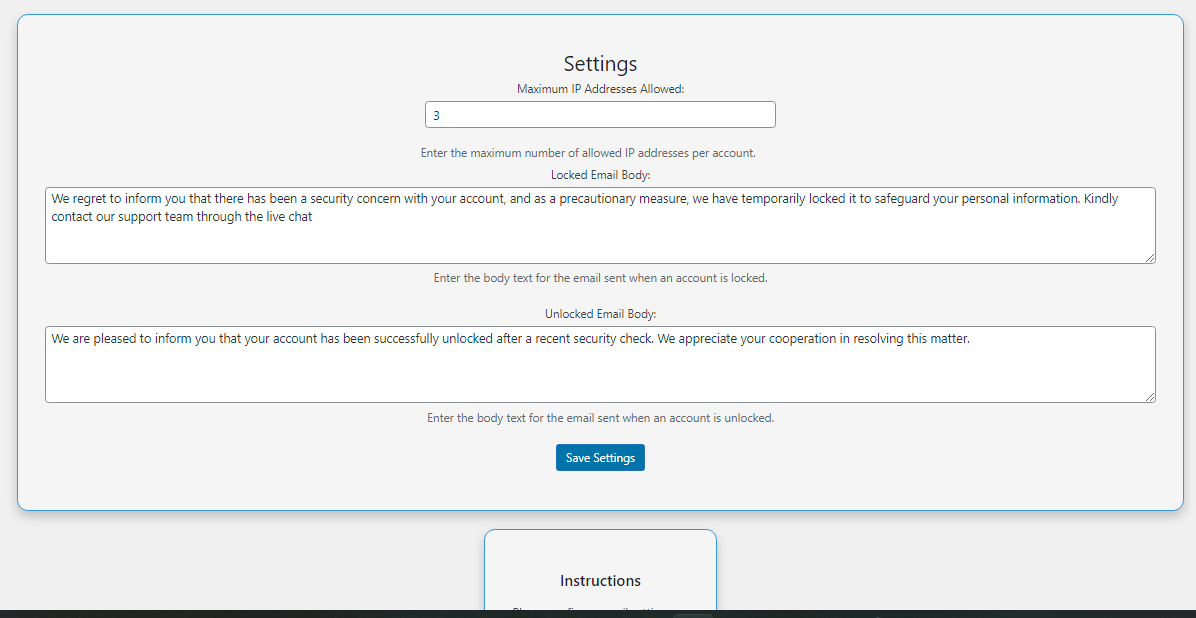 Settings
Maximum IP Addresses Allowed:
3
Enter the maximum number of allowed IP addresses per account.
Locked Email Body:
We regret to inform you that there has been a security concern with your account, and as a precautionary measure, we have temporarily locked it to safeguard your personal information. Kindly
contact our support team through the live chat
Enter the body text for the email sent when an account is locked.
Unlocked Email Body:
We are pleased to inform you that your account has been successfully unlocked after a recent security check. We appreciate your cooperation in resolving this matter.
Enter the body text for the email sent when an account is unlocked.
Save Settings
Instructions